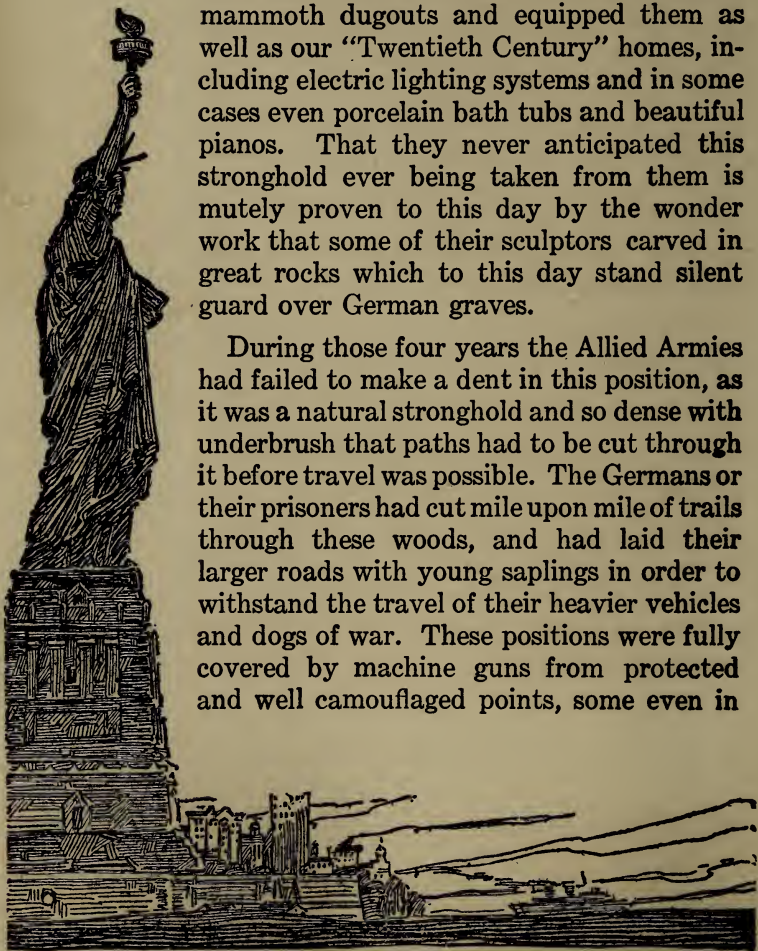 mammoth dugouts and equipped them as
well as our "Twentieth Century" homes, in-
cluding electric lighting systems and in some
cases even porcelain bath tubs and beautiful
pianos. That they never anticipated this
stronghold ever being taken from them is
mutely proven to this day by the wonder
work that some of their sculptors carved in
great rocks which to this day stand silent
guard over German graves.
During those four years the Allied Armies
had failed to make a dent in this position, as
it was a natural stronghold and so dense with
underbrush that paths had to be cut through
it before travel was possible. The Germans or
their prisoners had cut mile upon mile of trails
through these woods, and had laid their
larger roads with young saplings in order to
withstand the travel of their heavier vehicles
and dogs of war. These positions were fully
covered by machine guns from protected
and well camouflaged points, some even in